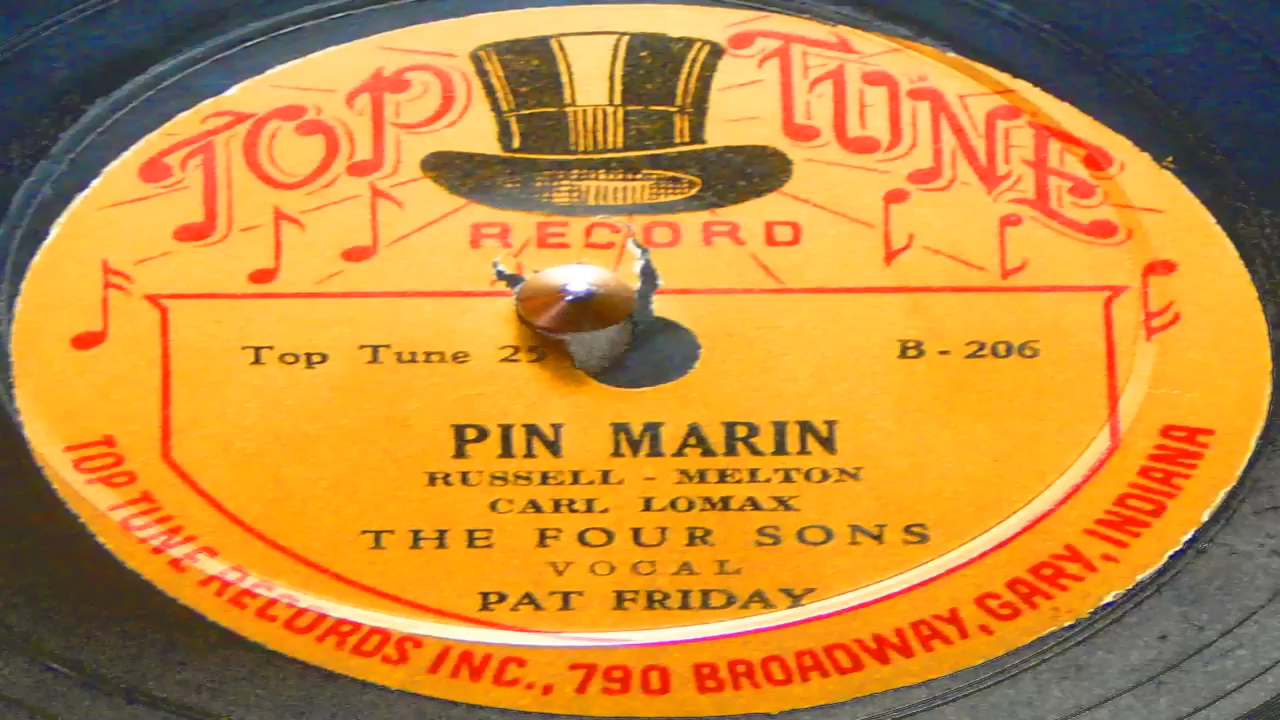 TOP TUNE
RECORD
Top Tune 25
B-206
PIN MARIN
RUSSELL - MELTON
CARL LOMAX
THE FOUR SONS
VOCAL
PAT FRIDAY
TOP TUNE RECORDS INC., 790 BROADWAY, GARY, INDIANA